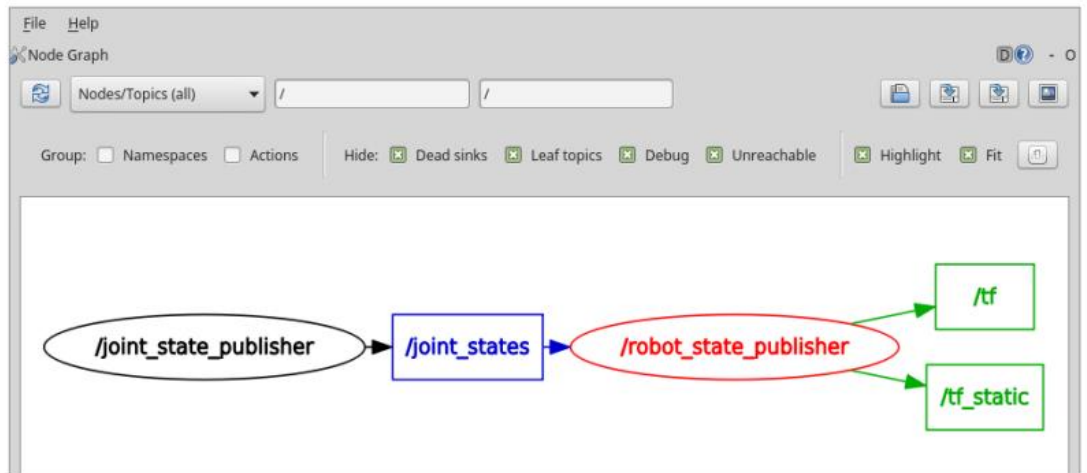 File Help
Node Graph
D ? - O
Nodes/Topics (all) / /
Group: Namespaces Actions Hide: Dead sinks Leaf topics Debug Unreachable Highlight Fit
/joint_state_publisher /joint_states /robot_state_publisher /tf
/tf_static